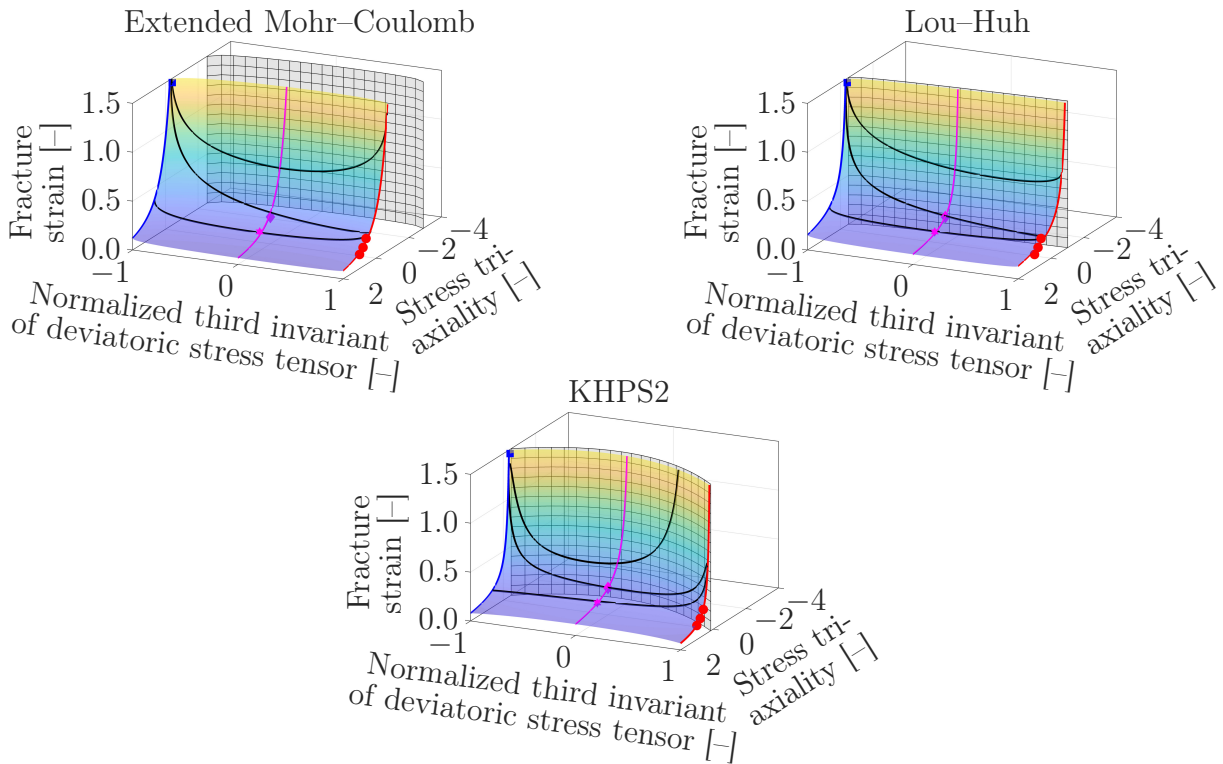 Extended Mohr–Coulomb
1.5
1.0
0.5
0.0
Fracture
strain [–]
−1
0
1
Normalized third invariant
of deviatoric stress tensor [–]
2
0
−2
−4
Stress tri-
axiality [–]
Lou–Huh
1.5
1.0
0.5
0.0
Fracture
strain [–]
−1
0
1
Normalized third invariant
of deviatoric stress tensor [–]
2
0
−2
−4
Stress tri-
axiality [–]
KHPS2
1.5
1.0
0.5
0.0
Fracture
strain [–]
−1
0
1
Normalized third invariant
of deviatoric stress tensor [–]
2
0
−2
−4
Stress tri-
axiality [–]